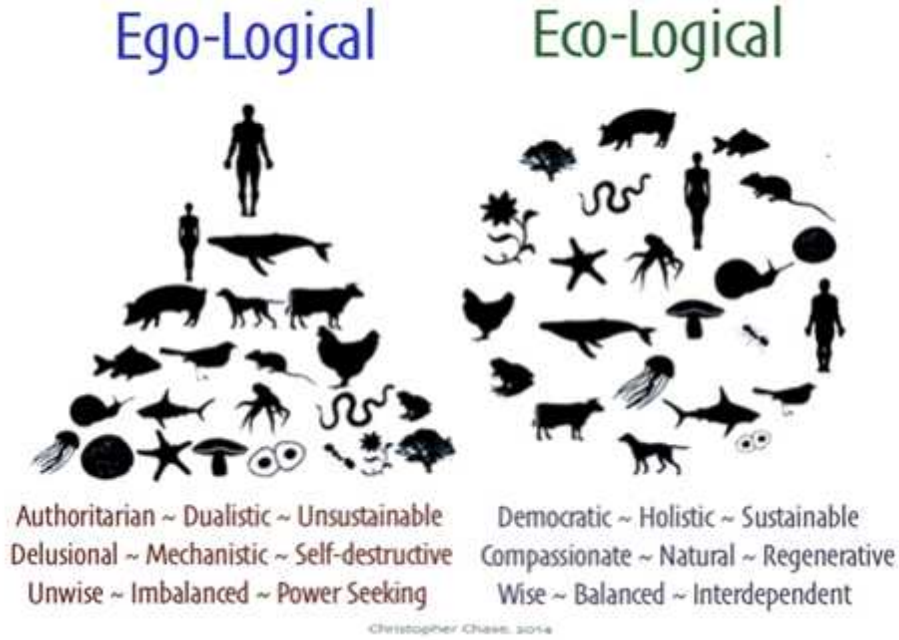 Ego-Logical
Authoritarian ~ Dualistic ~ Unsustainable
Delusional ~ Mechanistic ~ Self-destructive
Unwise ~ Imbalanced ~ Power Seeking
Eco-Logical
Democratic ~ Holistic ~ Sustainable
Compassionate ~ Natural ~ Regenerative
Wise ~ Balanced ~ Interdependent
Christopher Chase, 2014